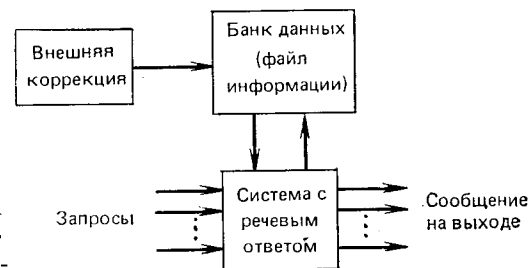 Внешняя
коррекция
Банк данных
(файл
информации)
Запросы
Система с
речевым
ответом
Сообщение
на выходе